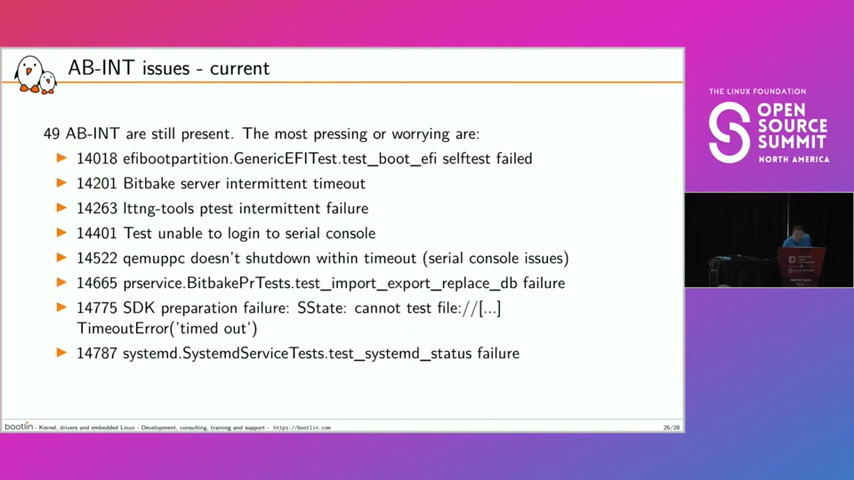 AB-INT issues - current
49 AB-INT are still present. The most pressing or worrying are:
14018 efibootpartition.GenericEFITest.test_boot_efi selftest failed
14201 Bitbake server intermittent timeout
14263 lttng-tools ptest intermittent failure
14401 Test unable to login to serial console
14522 qemuppc doesn't shutdown within timeout (serial console issues)
14665 prservice.BitbakePrTests.test_import_export_replace_db failure
14775 SDK preparation failure: SState: cannot test file://[...]
TimeoutError('timed out')
14787 systemd.SystemdServiceTests.test_systemd_status failure
bootlin - Kernel, drivers and embedded Linux - Development, consulting, training and support - https://bootlin.com
26/28
THE LINUX FOUNDATION
OPEN
SOURCE
SUMMIT
NORTH AMERICA